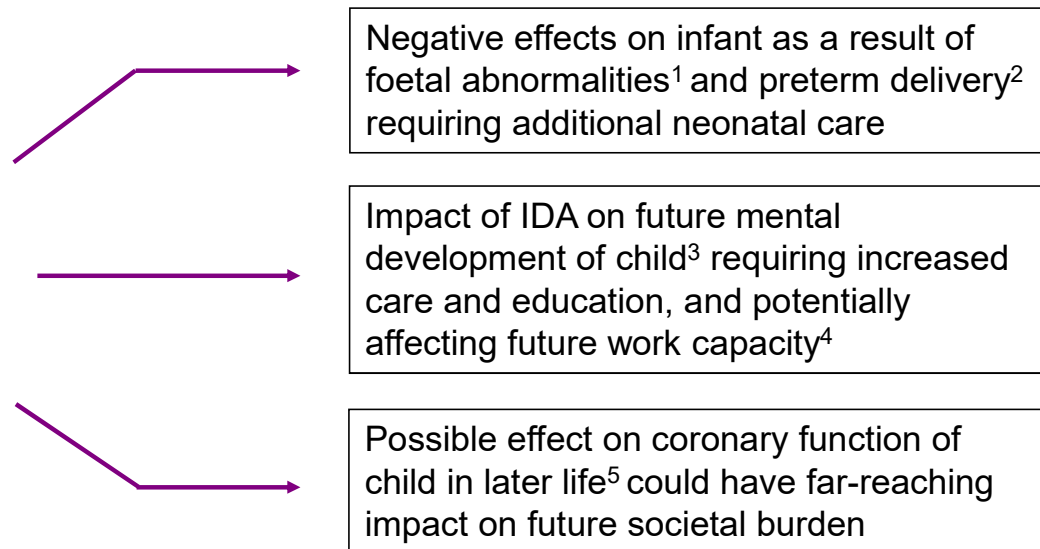 Negative effects on infant as a result of
foetal abnormalities¹ and preterm delivery²
requiring additional neonatal care
Impact of IDA on future mental
development of child³ requiring increased
care and education, and potentially
affecting future work capacity⁴
Possible effect on coronary function of
child in later life⁵ could have far-reaching
impact on future societal burden